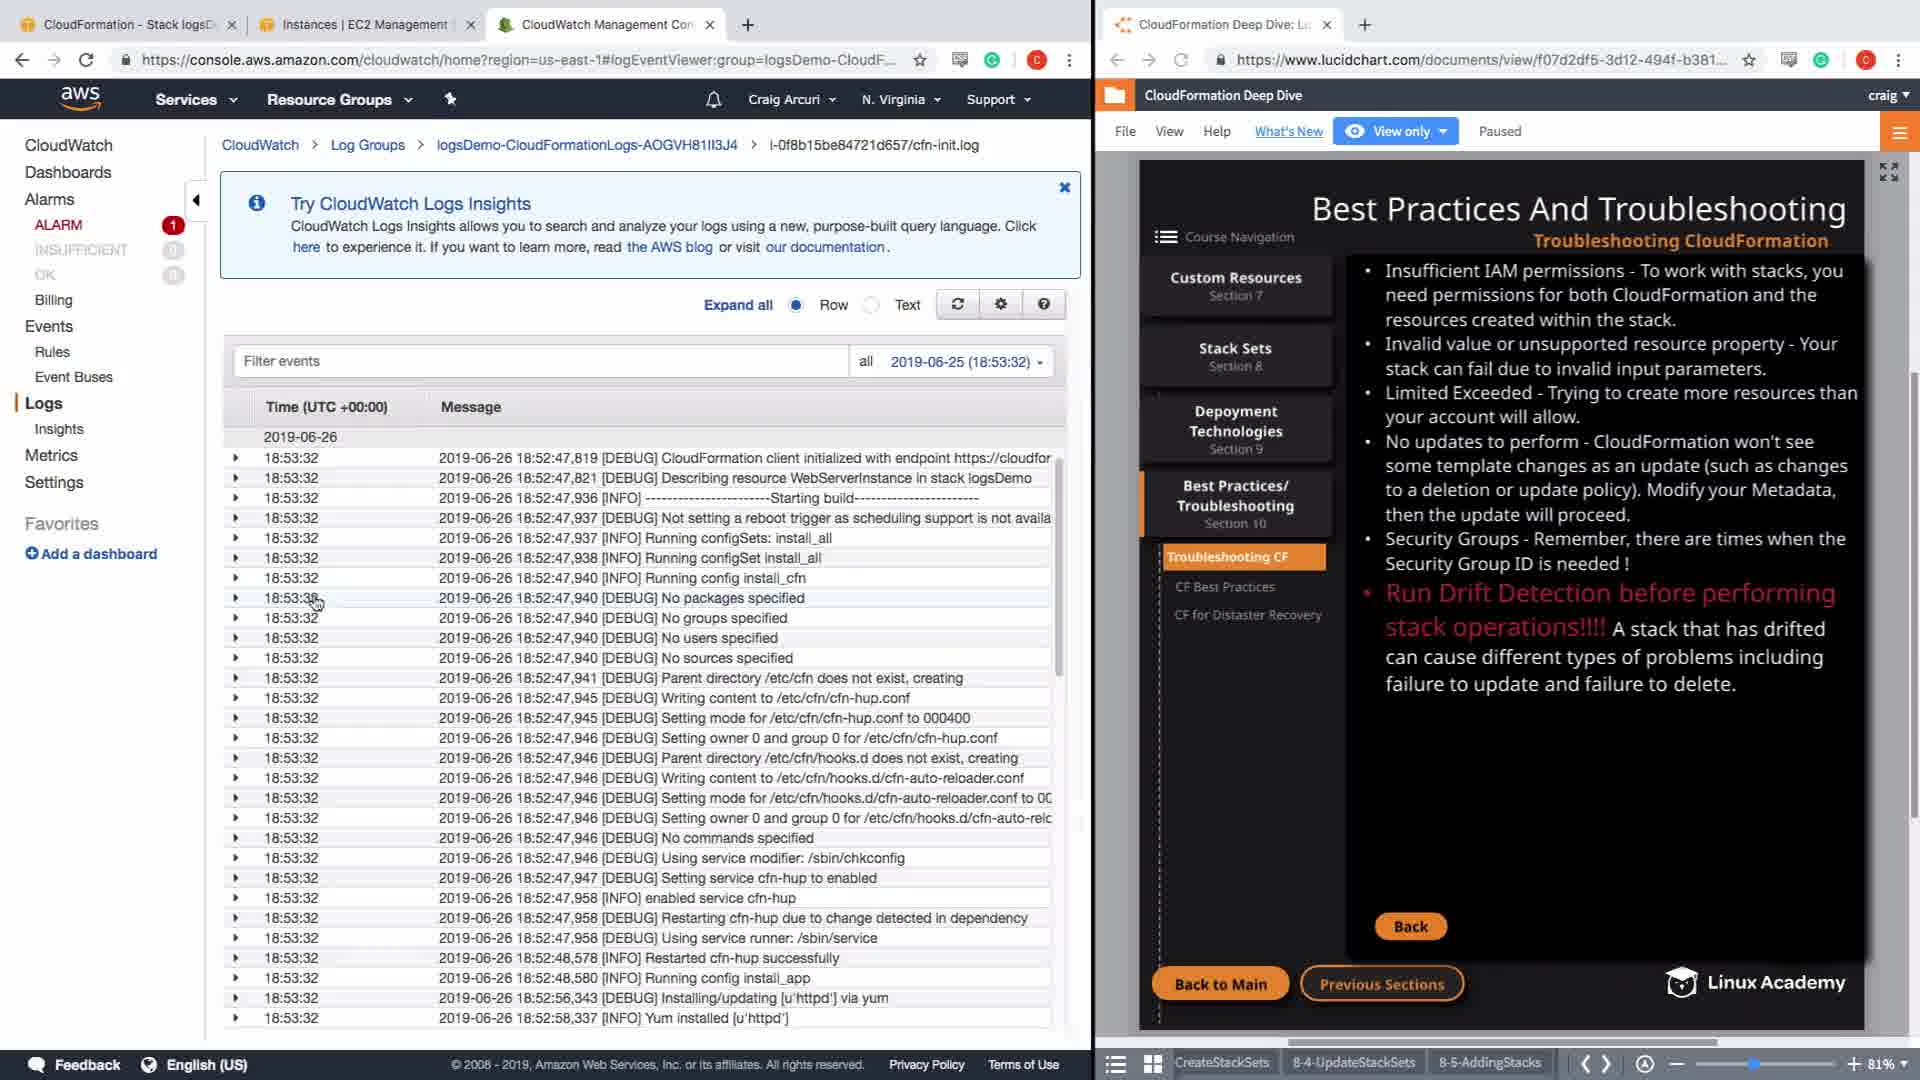 CloudFormation - Stack logsD
Instances | EC2 Management
CloudWatch Management Con
https://console.aws.amazon.com/cloudwatch/home?region=us-east-1#logEventViewer:group=logsDemo-CloudF...
C
aws
Services
Resource Groups
Craig Arcuri
N. Virginia
Support
CloudWatch
Dashboards
Alarms
ALARM
1
INSUFFICIENT
0
OK
0
Billing
Events
Rules
Event Buses
Logs
Insights
Metrics
Settings
Favorites
Add a dashboard
CloudWatch > Log Groups > logsDemo-CloudFormationLogs-AOGVH81II3J4 > i-0f8b15be84721d657/cfn-init.log
Try CloudWatch Logs Insights
CloudWatch Logs Insights allows you to search and analyze your logs using a new, purpose-built query language. Click
here to experience it. If you want to learn more, read the AWS blog or visit our documentation.
Expand all Row Text
Filter events
all 2019-06-25 (18:53:32)
Time (UTC +00:00) Message
2019-06-26
18:53:32 2019-06-26 18:52:47,819 [DEBUG] CloudFormation client initialized with endpoint https://cloudfor
18:53:32 2019-06-26 18:52:47,821 [DEBUG] Describing resource WebServerInstance in stack logsDemo
18:53:32 2019-06-26 18:52:47,936 [INFO] -----------------------Starting build-----------------------
18:53:32 2019-06-26 18:52:47,937 [DEBUG] Not setting a reboot trigger as scheduling support is not availa
18:53:32 2019-06-26 18:52:47,937 [INFO] Running configSets: install_all
18:53:32 2019-06-26 18:52:47,938 [INFO] Running configSet install_all
18:53:32 2019-06-26 18:52:47,940 [INFO] Running config install_cfn
18:53:32 2019-06-26 18:52:47,940 [DEBUG] No packages specified
18:53:32 2019-06-26 18:52:47,940 [DEBUG] No groups specified
18:53:32 2019-06-26 18:52:47,940 [DEBUG] No users specified
18:53:32 2019-06-26 18:52:47,940 [DEBUG] No sources specified
18:53:32 2019-06-26 18:52:47,941 [DEBUG] Parent directory /etc/cfn does not exist, creating
18:53:32 2019-06-26 18:52:47,945 [DEBUG] Writing content to /etc/cfn/cfn-hup.conf
18:53:32 2019-06-26 18:52:47,945 [DEBUG] Setting mode for /etc/cfn/cfn-hup.conf to 000400
18:53:32 2019-06-26 18:52:47,946 [DEBUG] Setting owner 0 and group 0 for /etc/cfn/cfn-hup.conf
18:53:32 2019-06-26 18:52:47,946 [DEBUG] Parent directory /etc/cfn/hooks.d does not exist, creating
18:53:32 2019-06-26 18:52:47,946 [DEBUG] Writing content to /etc/cfn/hooks.d/cfn-auto-reloader.conf
18:53:32 2019-06-26 18:52:47,946 [DEBUG] Setting mode for /etc/cfn/hooks.d/cfn-auto-reloader.conf to 00
18:53:32 2019-06-26 18:52:47,946 [DEBUG] Setting owner 0 and group 0 for /etc/cfn/hooks.d/cfn-auto-relo
18:53:32 2019-06-26 18:52:47,946 [DEBUG] No commands specified
18:53:32 2019-06-26 18:52:47,946 [DEBUG] Using service modifier: /sbin/chkconfig
18:53:32 2019-06-26 18:52:47,947 [DEBUG] Setting service cfn-hup to enabled
18:53:32 2019-06-26 18:52:47,958 [INFO] enabled service cfn-hup
18:53:32 2019-06-26 18:52:47,958 [DEBUG] Restarting cfn-hup due to change detected in dependency
18:53:32 2019-06-26 18:52:47,958 [DEBUG] Using service runner: /sbin/service
18:53:32 2019-06-26 18:52:48,578 [INFO] Restarted cfn-hup successfully
18:53:32 2019-06-26 18:52:48,580 [INFO] Running config install_app
18:53:32 2019-06-26 18:52:56,343 [DEBUG] Installing/updating [u'httpd'] via yum
18:53:32 2019-06-26 18:52:58,337 [INFO] Yum installed [u'httpd']
Feedback English (US)
© 2008 - 2019, Amazon Web Services, Inc. or its affiliates. All rights reserved. Privacy Policy Terms of Use
CloudFormation Deep Dive: Lu
https://www.lucidchart.com/documents/view/f07d2df5-3d12-494f-b381...
C
CloudFormation Deep Dive
craig
File View Help What's New View only Paused
Best Practices And Troubleshooting
Troubleshooting CloudFormation
Course Navigation
Custom Resources
Section 7
Stack Sets
Section 8
Depoyment
Technologies
Section 9
Best Practices/
Troubleshooting
Section 10
Troubleshooting CF
CF Best Practices
CF for Distaster Recovery
• Insufficient IAM permissions - To work with stacks, you
need permissions for both CloudFormation and the
resources created within the stack.
• Invalid value or unsupported resource property - Your
stack can fail due to invalid input parameters.
• Limited Exceeded - Trying to create more resources than
your account will allow.
• No updates to perform - CloudFormation won't see
some template changes as an update (such as changes
to a deletion or update policy). Modify your Metadata,
then the update will proceed.
• Security Groups - Remember, there are times when the
Security Group ID is needed !
• Run Drift Detection before performing
stack operations!!!! A stack that has drifted
can cause different types of problems including
failure to update and failure to delete.
Back
Back to Main
Previous Sections
Linux Academy
CreateStackSets
8-4-UpdateStackSets
8-5-AddingStacks
81%